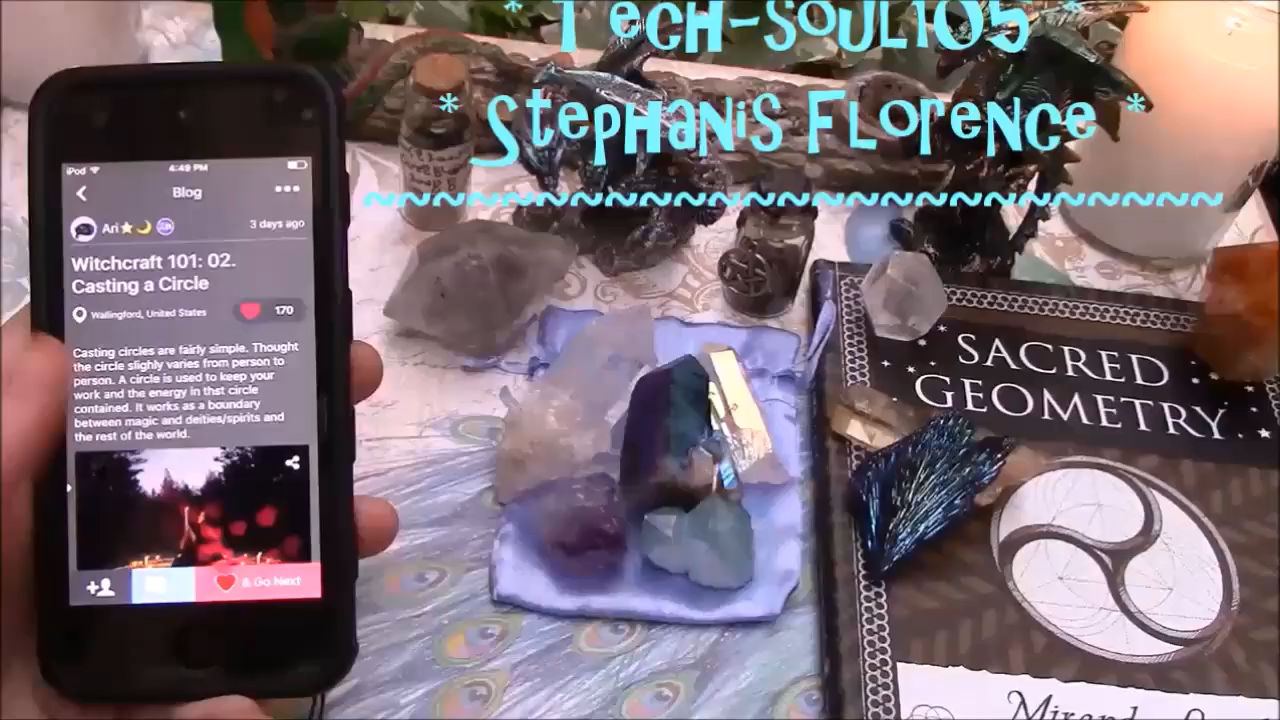 * Tech-Soul105 *
* Stephanis Florence *
~~~~~~~~~~~~~~~~~~~~~~~~~~~~~~
iPod 4:49 PM
Blog
Ari
3 days ago
Witchcraft 101: 02.
Casting a Circle
Wallingford, United States
170
Casting circles are fairly simple. Thought
the circle slighly varies from person to
person. A circle is used to keep your
work and the energy in thst circle
contained. It works as a boundary
between magic and deities/spirits and
the rest of the world.
& Go Next
SACRED
GEOMETRY